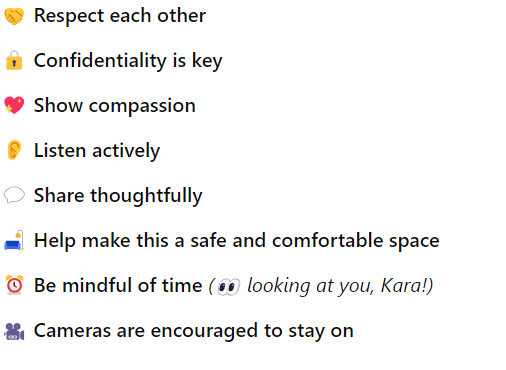 🤝 Respect each other
🔒 Confidentiality is key
💖 Show compassion
👂 Listen actively
💬 Share thoughtfully
🛋️ Help make this a safe and comfortable space
⏰ Be mindful of time (👀 looking at you, Kara!)
🎥 Cameras are encouraged to stay on